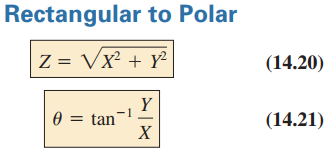 Rectangular to Polar
Z = √X² + Y² (14.20)
θ = tan⁻¹ Y/X (14.21)